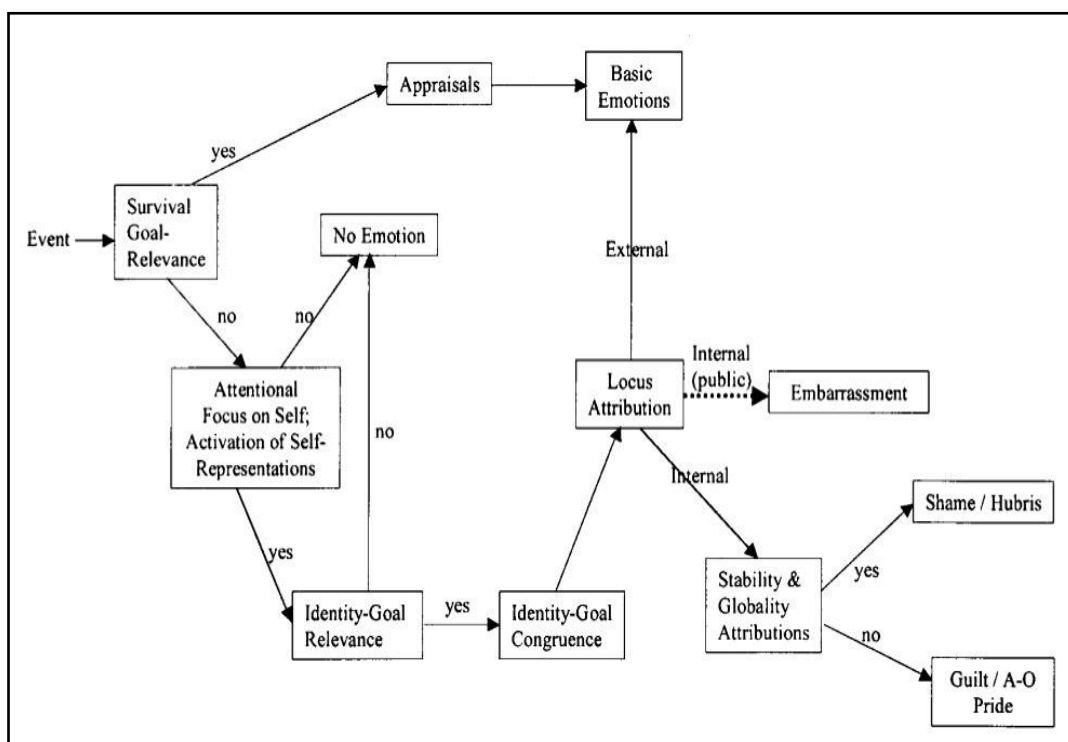 Appraisals
Basic
Emotions
yes
Survival
Goal-
Relevance
Event
No Emotion
External
no
no
Attentional
Focus on Self;
Activation of Self-
Representations
no
Locus
Attribution
Internal
(public)
Embarrassment
Internal
Shame / Hubris
yes
yes
Identity-Goal
Relevance
yes
Identity-Goal
Congruence
Stability &
Globality
Attributions
no
Guilt / A-O
Pride